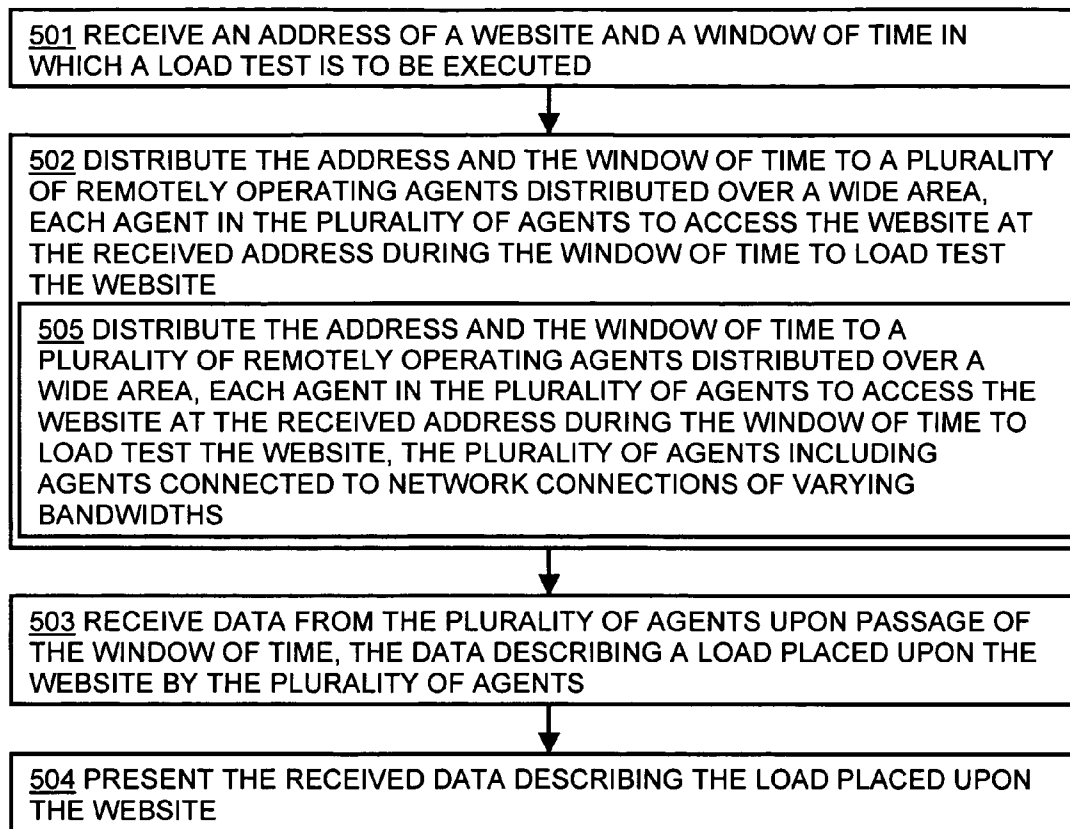 501 RECEIVE AN ADDRESS OF A WEBSITE AND A WINDOW OF TIME IN
WHICH A LOAD TEST IS TO BE EXECUTED
502 DISTRIBUTE THE ADDRESS AND THE WINDOW OF TIME TO A PLURALITY
OF REMOTELY OPERATING AGENTS DISTRIBUTED OVER A WIDE AREA,
EACH AGENT IN THE PLURALITY OF AGENTS TO ACCESS THE WEBSITE AT
THE RECEIVED ADDRESS DURING THE WINDOW OF TIME TO LOAD TEST
THE WEBSITE
505 DISTRIBUTE THE ADDRESS AND THE WINDOW OF TIME TO A
PLURALITY OF REMOTELY OPERATING AGENTS DISTRIBUTED OVER A
WIDE AREA, EACH AGENT IN THE PLURALITY OF AGENTS TO ACCESS THE
WEBSITE AT THE RECEIVED ADDRESS DURING THE WINDOW OF TIME TO
LOAD TEST THE WEBSITE, THE PLURALITY OF AGENTS INCLUDING
AGENTS CONNECTED TO NETWORK CONNECTIONS OF VARYING
BANDWIDTHS
503 RECEIVE DATA FROM THE PLURALITY OF AGENTS UPON PASSAGE OF
THE WINDOW OF TIME, THE DATA DESCRIBING A LOAD PLACED UPON THE
WEBSITE BY THE PLURALITY OF AGENTS
504 PRESENT THE RECEIVED DATA DESCRIBING THE LOAD PLACED UPON
THE WEBSITE